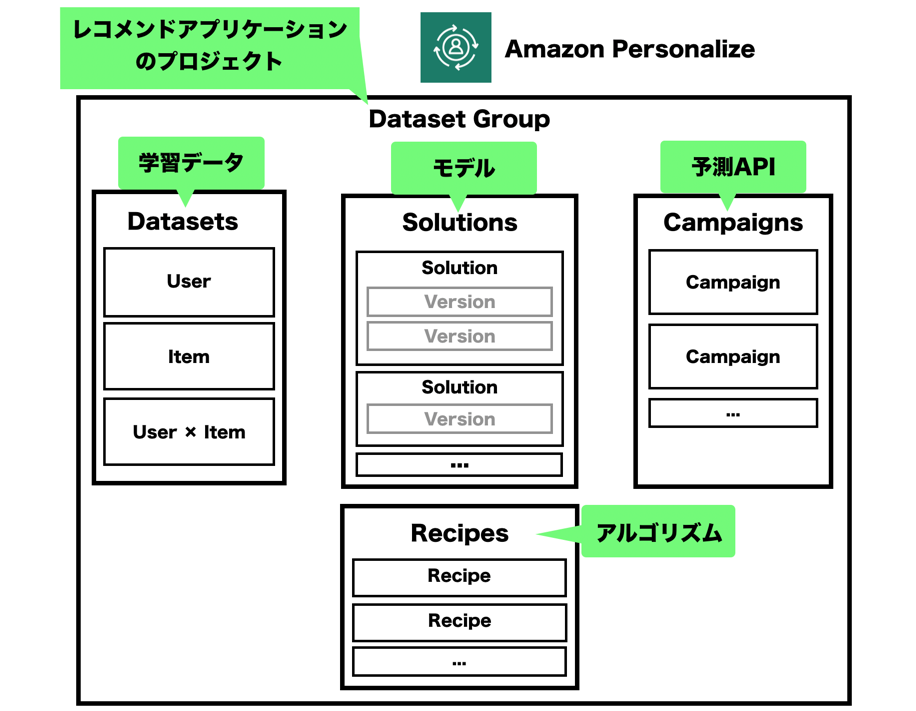 レコメンドアプリケーション
のプロジェクト
Amazon Personalize
Dataset Group
学習データ
Datasets
User
Item
User × Item
モデル
Solutions
Solution
Version
Version
Solution
Version
...
予測API
Campaigns
Campaign
Campaign
...
Recipes
アルゴリズム
Recipe
Recipe
...